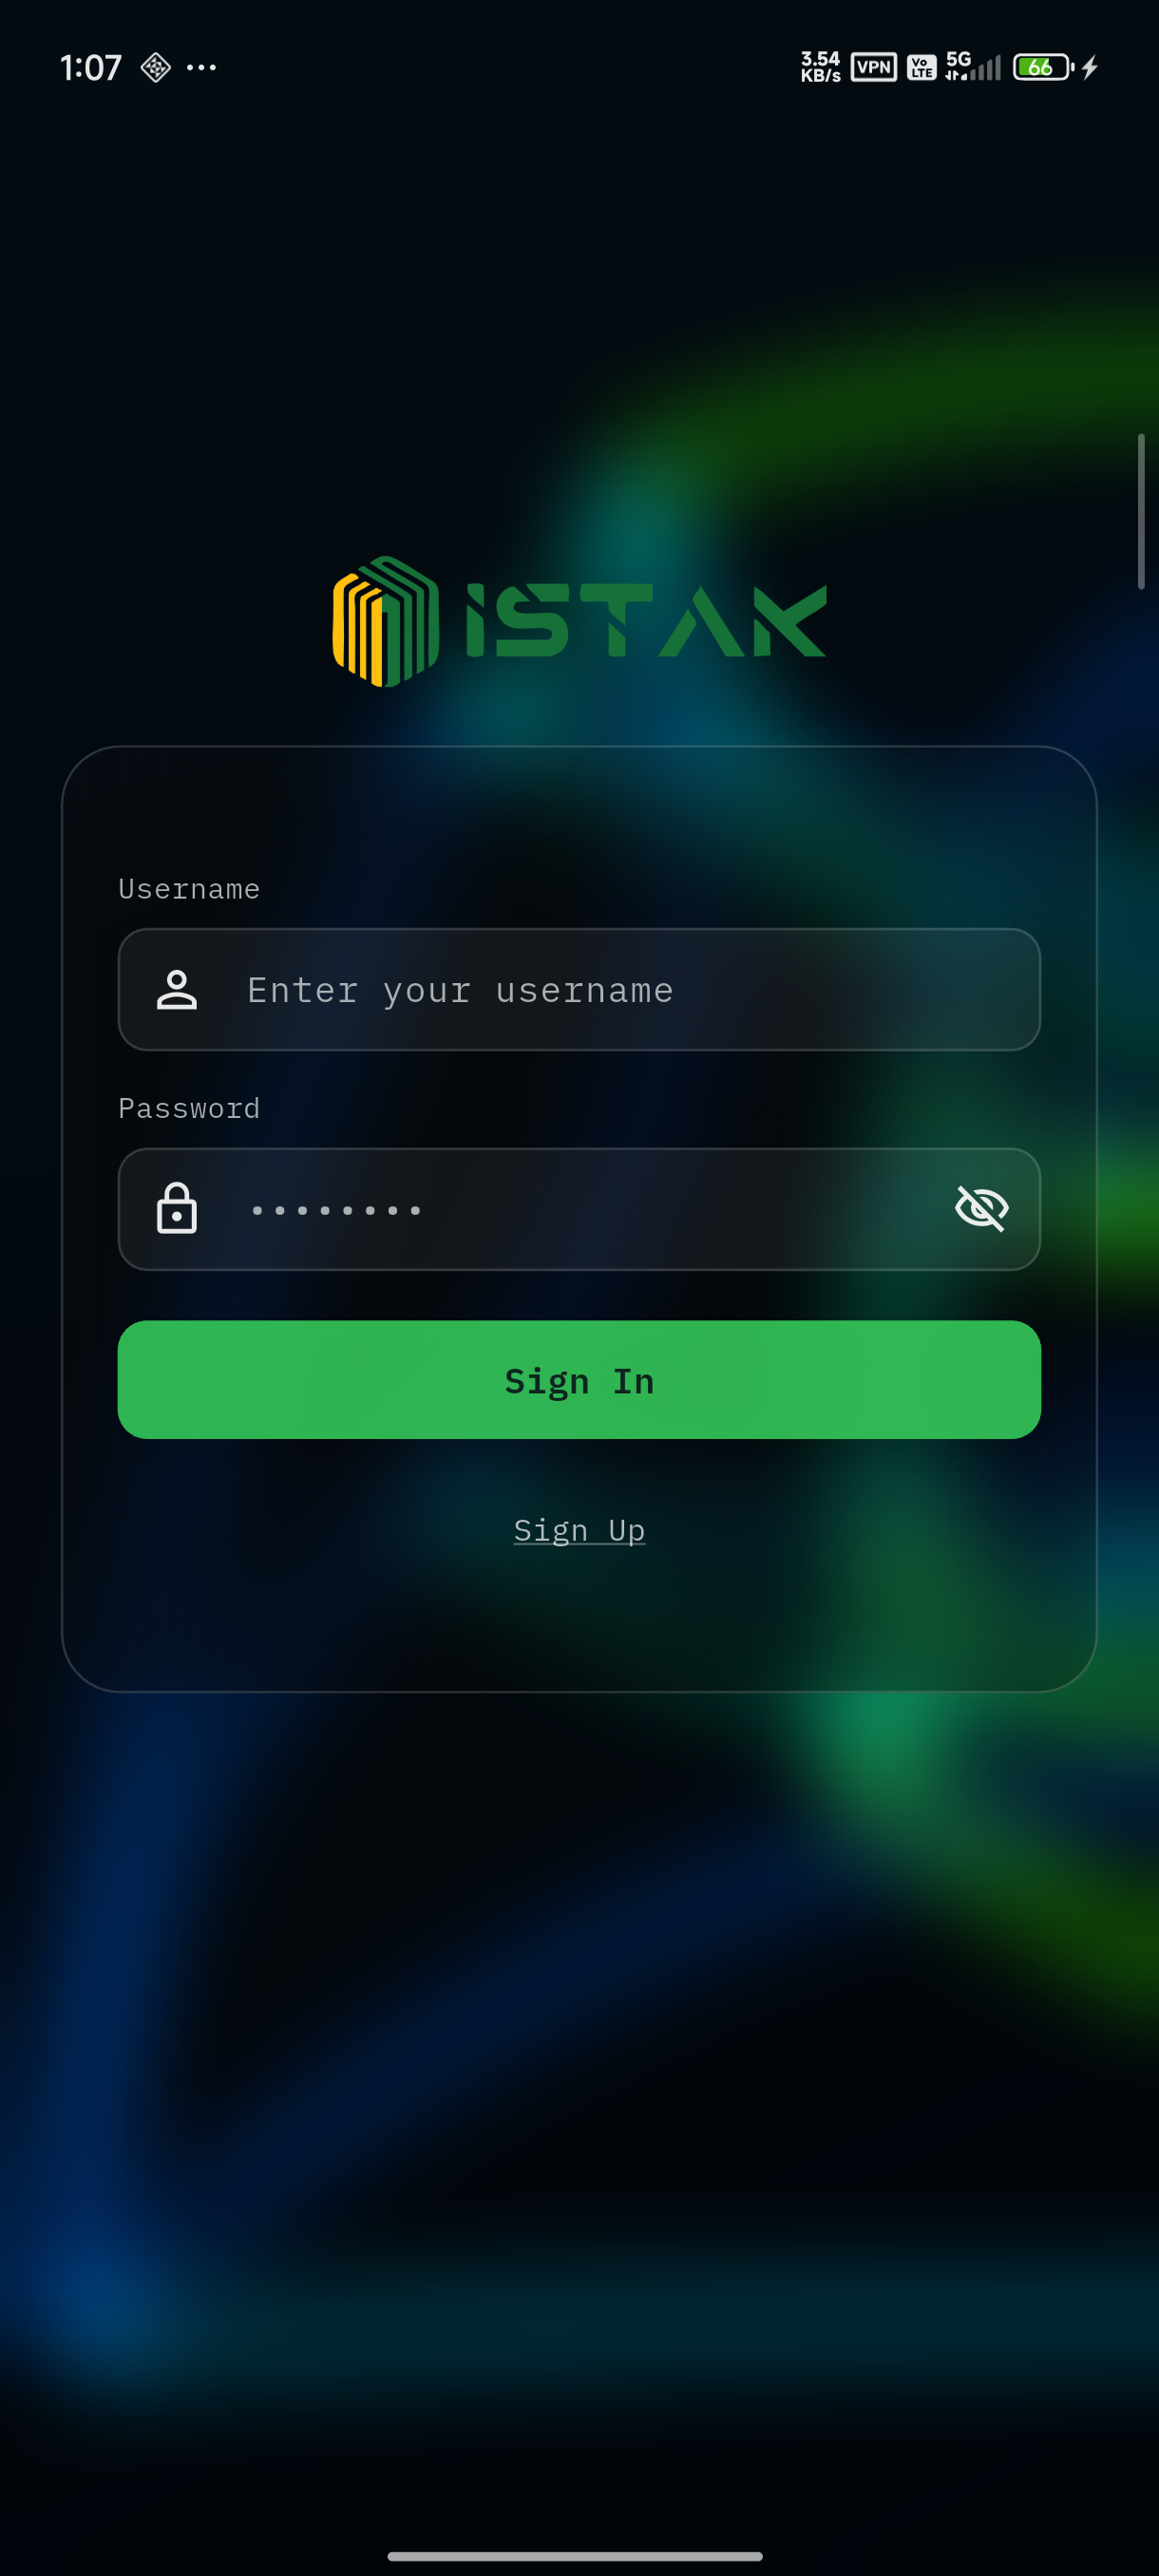 1:07 ... 3.54 KB/s VPN Vo LTE 5G 66
iSTAK
Username
Enter your username
Password
••••••••
Sign In
Sign Up